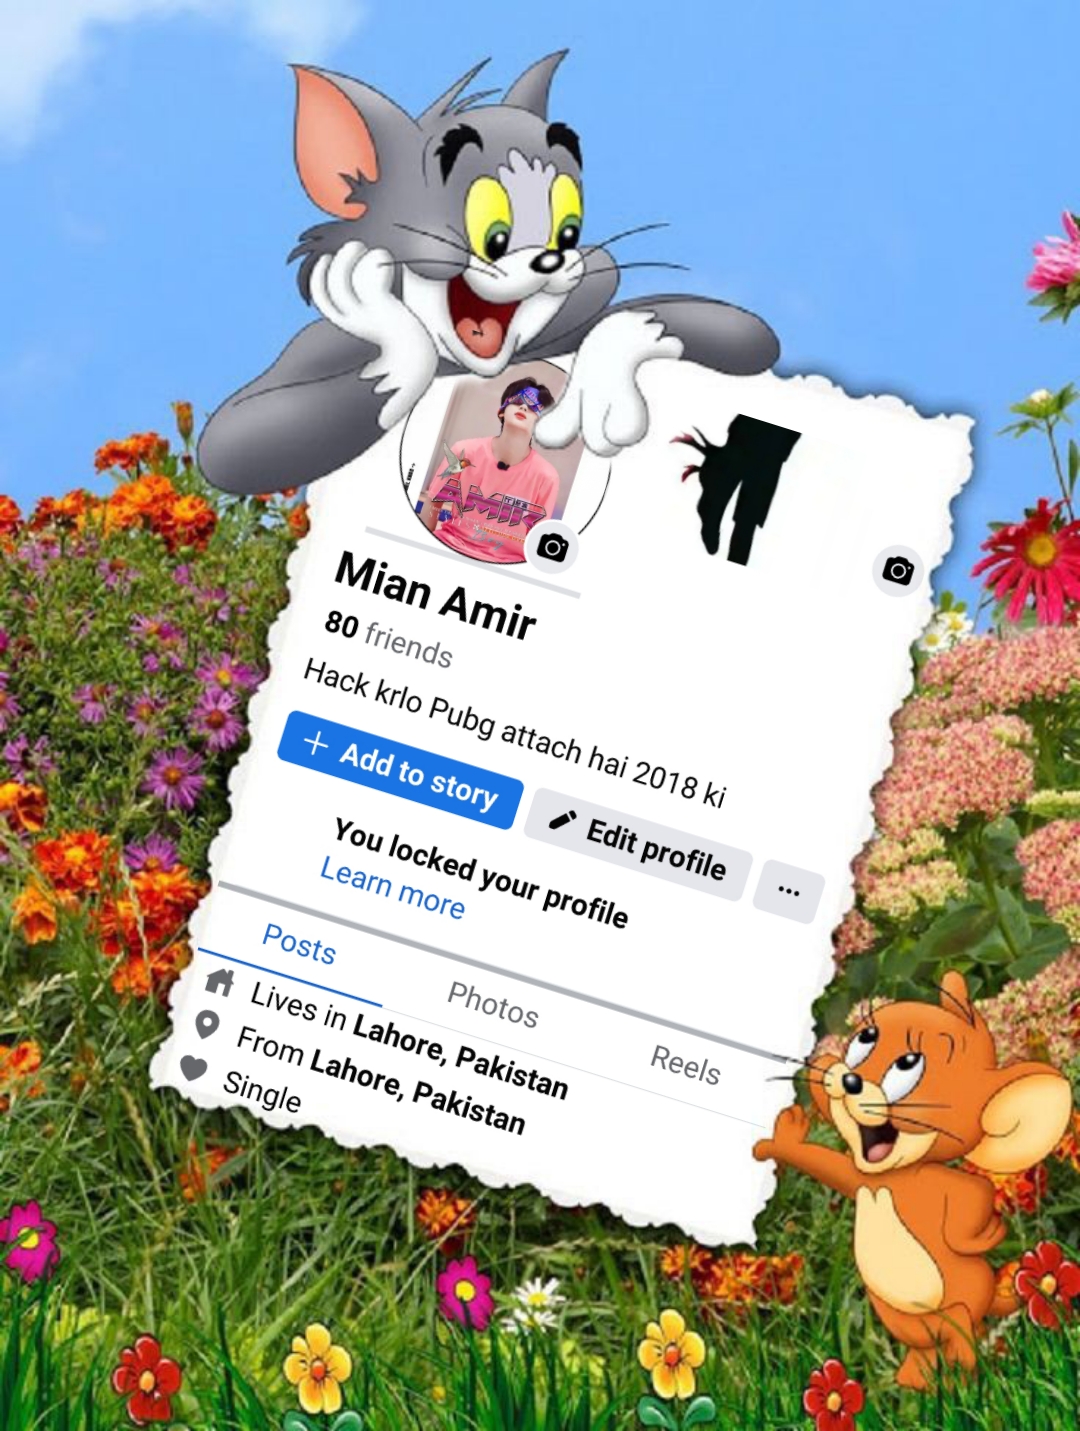 AMIR
Mian Amir
80 friends
Hack krlo Pubg attach hai 2018 ki
+ Add to story
Edit profile
...
You locked your profile
Learn more
Posts
Photos
Reels
Lives in Lahore, Pakistan
From Lahore, Pakistan
Single